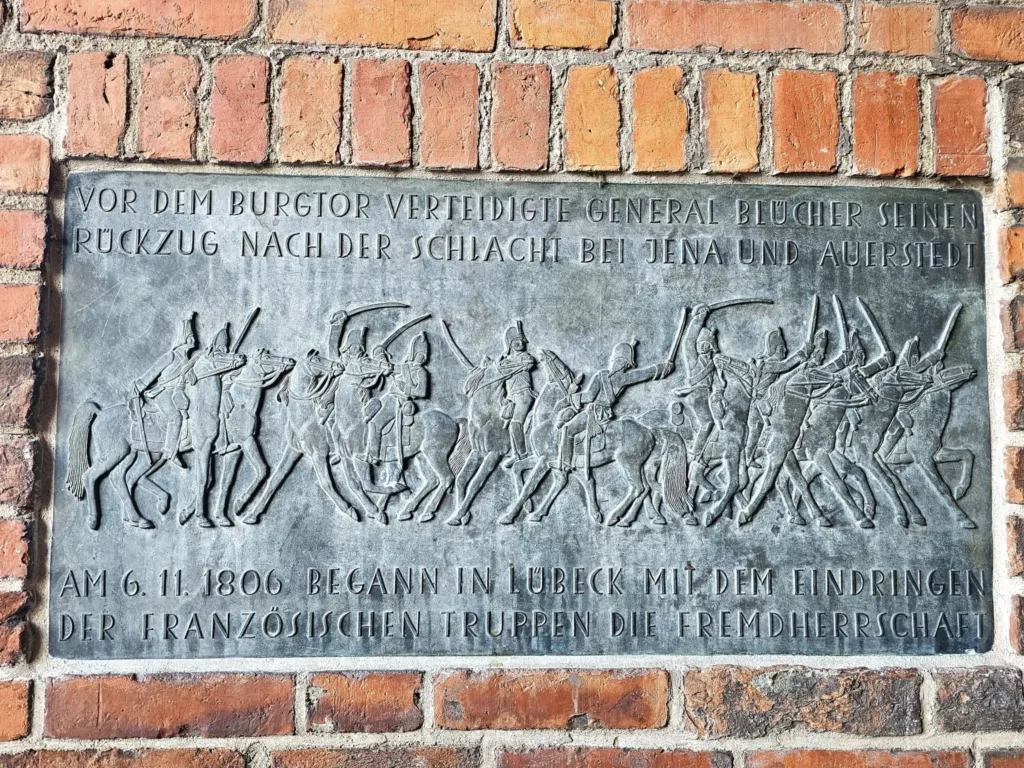 VOR DEM BURGTOR VERTEIDIGTE GENERAL BLÜCHER SEINEN
RÜCKZUG NACH DER SCHLACHT BEI JENA UND AUERSTEDT
AM 6. 11. 1806 BEGANN IN LÜBECK MIT DEM EINDRINGEN
DER FRANZÖSISCHEN TRUPPEN DIE FREMDHERRSCHAFT